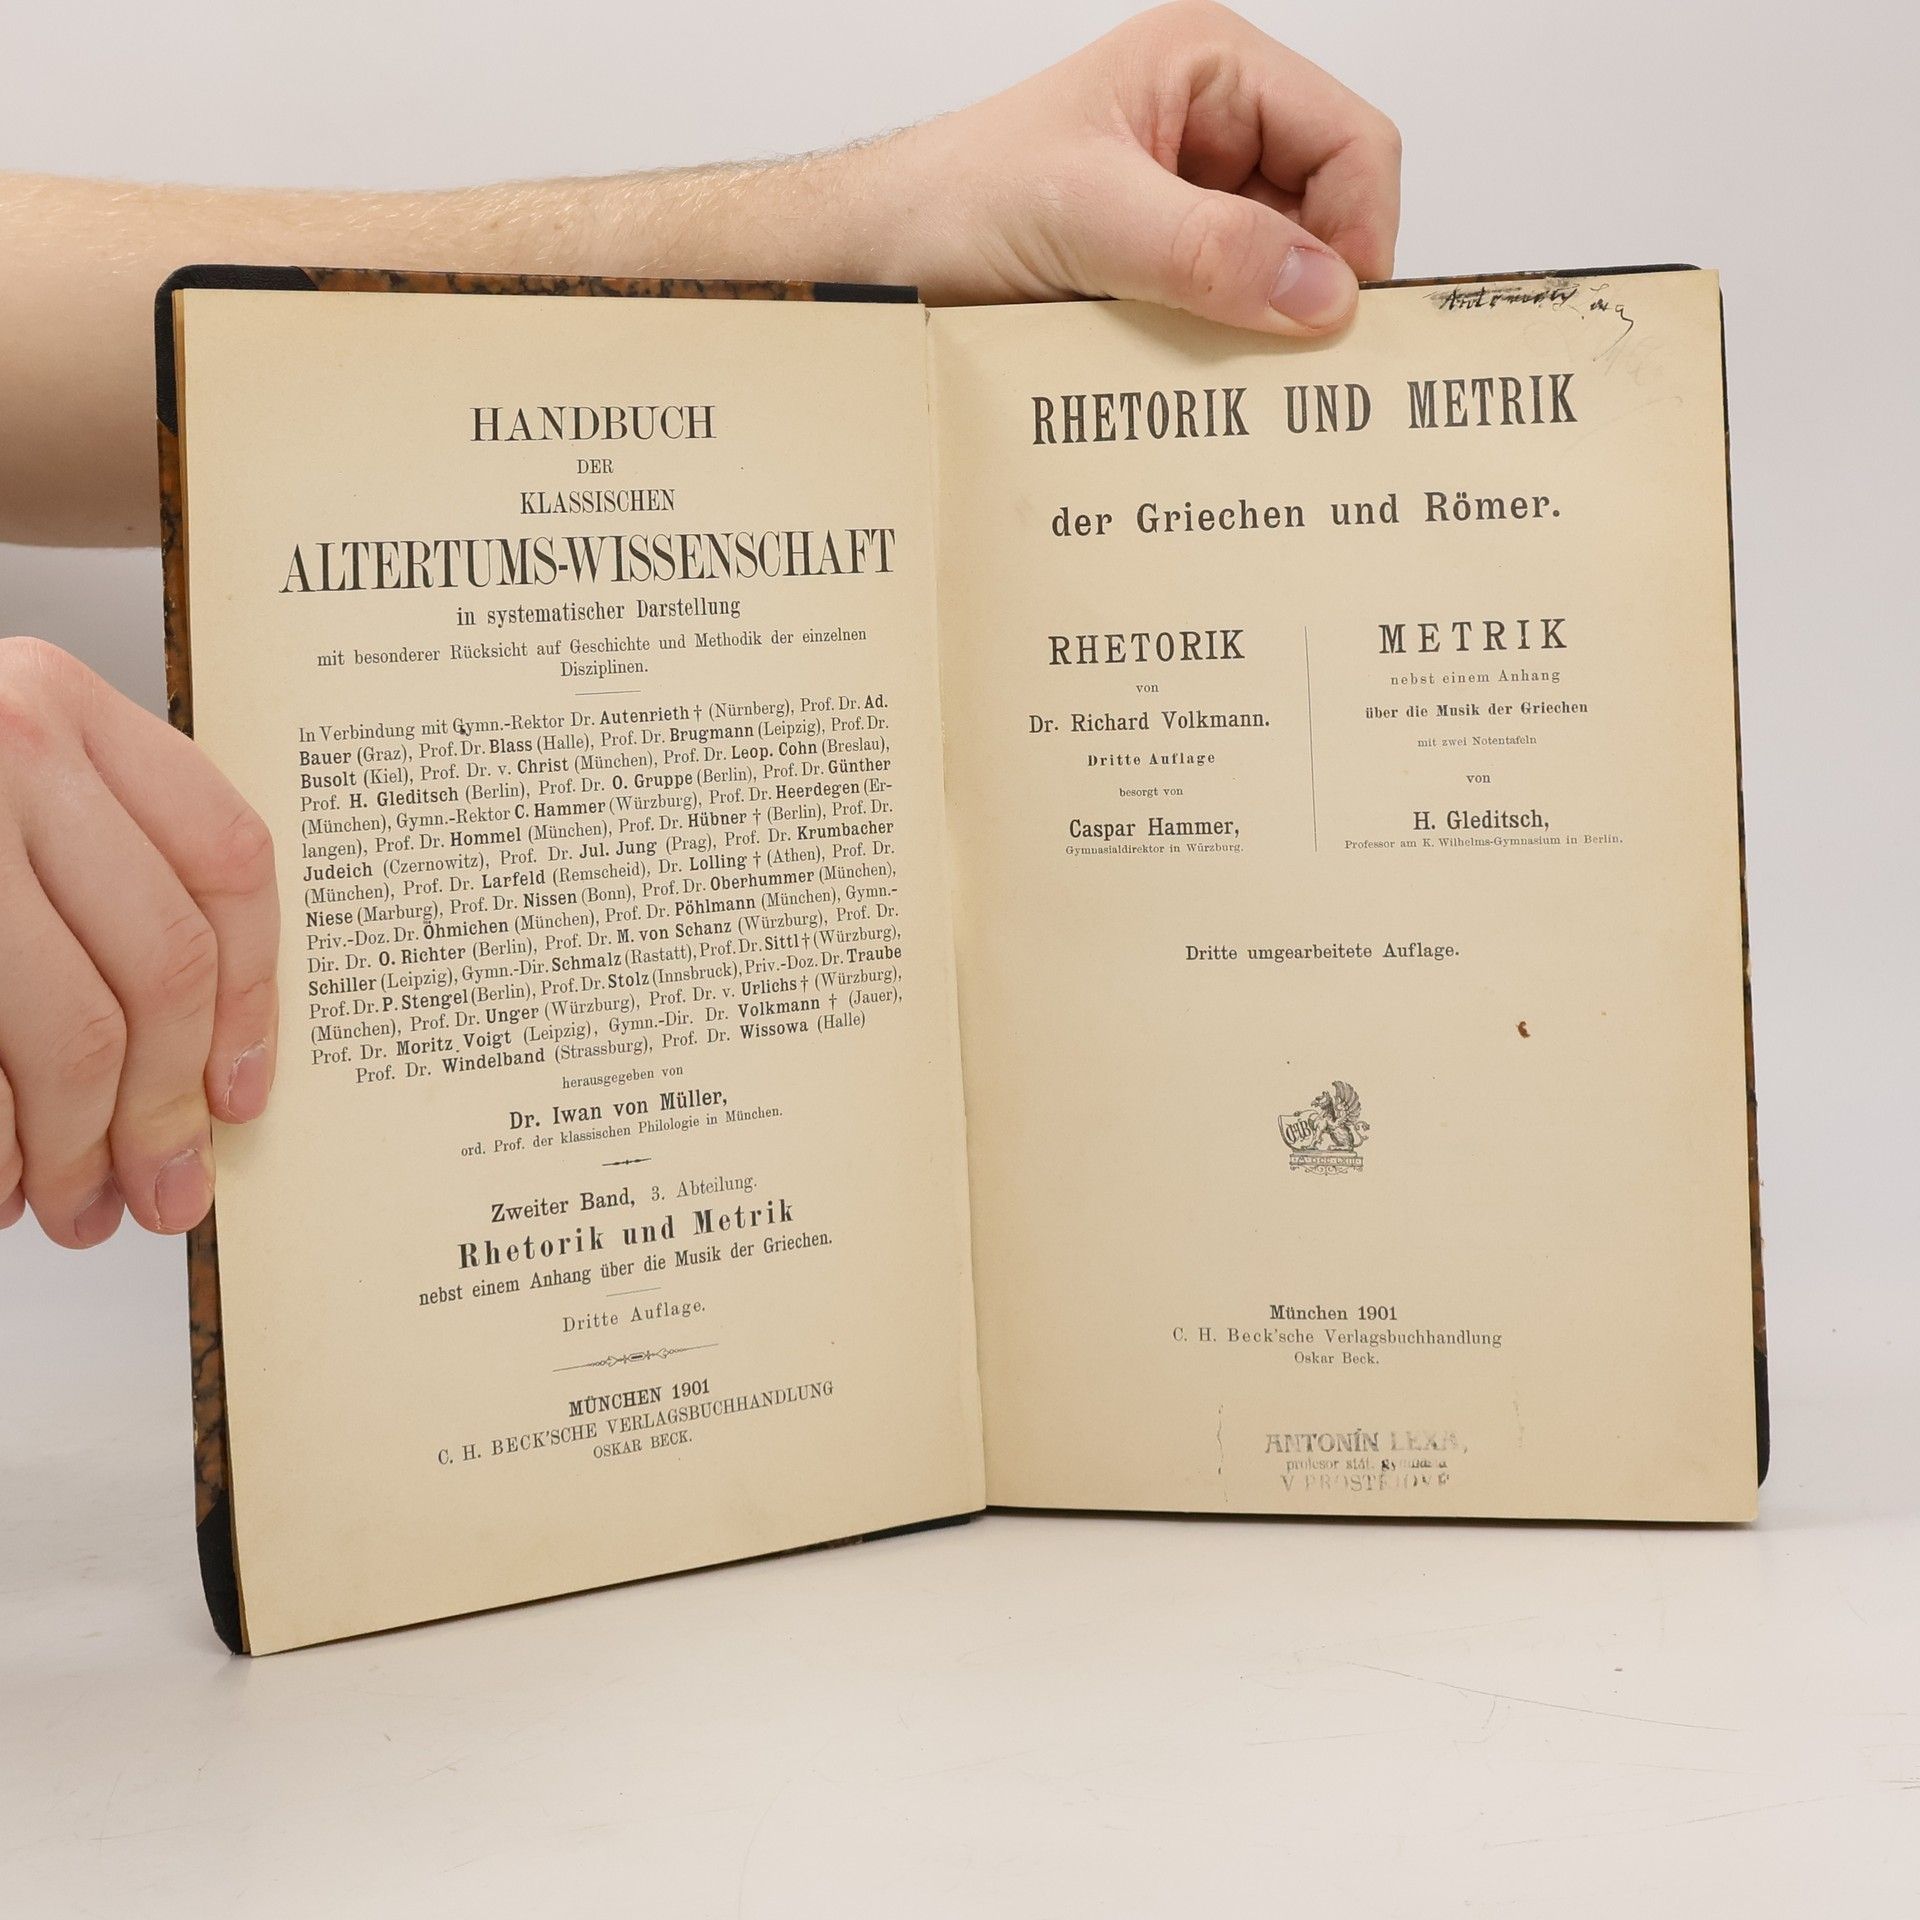 HANDBUCH
DER
KLASSISCHEN
ALTERTUMS-WISSENSCHAFT
in systematischer Darstellung
mit besonderer Rücksicht auf Geschichte und Methodik der einzelnen
Disziplinen.
In Verbindung mit Gymn.-Rektor Dr. Autenrieth † (Nürnberg), Prof. Dr. Ad.
Bauer (Graz), Prof. Dr. Blass (Halle), Prof. Dr. Brugmann (Leipzig), Prof. Dr.
Busolt (Kiel), Prof. Dr. v. Christ (München), Prof. Dr. Leop. Cohn (Breslau),
Prof. H. Gleditsch (Berlin), Prof. Dr. O. Gruppe (Berlin), Prof. Dr. Günther
(München), Gymn.-Rektor C. Hammer (Würzburg), Prof. Dr. Heerdegen (Er-
langen), Prof. Dr. Hommel (München), Prof. Dr. Hübner † (Berlin), Prof. Dr.
Judeich (Czernowitz), Prof. Dr. Jul. Jung (Prag), Prof. Dr. Krumbacher
(München), Prof. Dr. Larfeld (Remscheid), Dr. Lolling † (Athen), Prof. Dr.
Niese (Marburg), Prof. Dr. Nissen (Bonn), Prof. Dr. Oberhummer (München),
Priv.-Doz. Dr. Öhmichen (München), Prof. Dr. Pöhlmann (München), Gymn.-
Dir. Dr. O. Richter (Berlin), Prof. Dr. M. von Schanz (Würzburg), Prof. Dr.
Schiller (Leipzig), Gymn.-Dir. Schmalz (Rastatt), Prof. Dr. Sittl † (Würzburg),
Prof. Dr. P. Stengel (Berlin), Prof. Dr. Stolz (Innsbruck), Priv.-Doz. Dr. Traube
(München), Prof. Dr. Unger (Würzburg), Prof. Dr. v. Urlichs † (Würzburg),
Prof. Dr. Moritz Voigt (Leipzig), Gymn.-Dir. Dr. Volkmann † (Jauer),
Prof. Dr. Windelband (Strassburg), Prof. Dr. Wissowa (Halle)
herausgegeben von
Dr. Iwan von Müller,
ord. Prof. der klassischen Philologie in München.
Zweiter Band, 3. Abteilung.
Rhetorik und Metrik
nebst einem Anhang über die Musik der Griechen.
Dritte Auflage.
MÜNCHEN 1901
C. H. BECK'SCHE VERLAGSBUCHHANDLUNG
OSKAR BECK.
RHETORIK UND METRIK
der Griechen und Römer.
RHETORIK
von
Dr. Richard Volkmann.
Dritte Auflage
besorgt von
Caspar Hammer,
Gymnasialdirektor in Würzburg.
METRIK
nebst einem Anhang
über die Musik der Griechen
mit zwei Notentafeln
von
H. Gleditsch,
Professor am K. Wilhelms-Gymnasium in Berlin.
Dritte umgearbeitete Auflage.
CHB
München 1901
C. H. Beck'sche Verlagsbuchhandlung
Oskar Beck.
ANTONÍN LEXA,
profesor stát. gymnasia
V PROSTĚJOVĚ